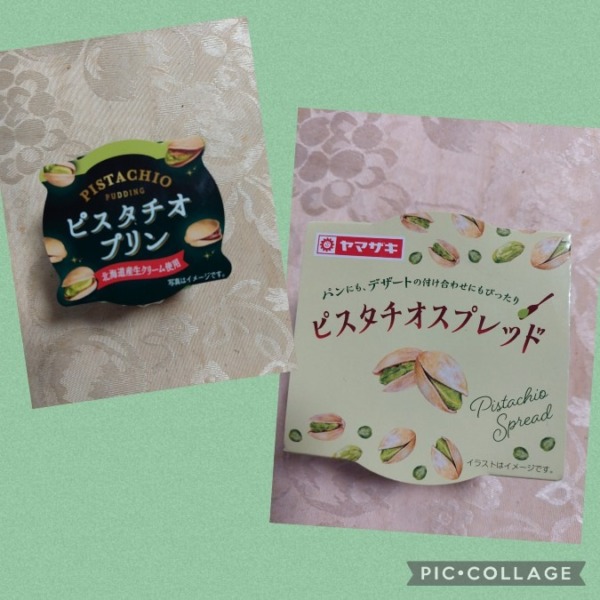 PISTACHIO
PUDDING
ピスタチオ
プリン
北海道産生クリーム使用
写真はイメージです。
ヤマザキ
パンにも、デザートの付け合わせにもぴったり
ピスタチオスプレッド
Pistachio
Spread
イラストはイメージです。
PIC•COLLAGE